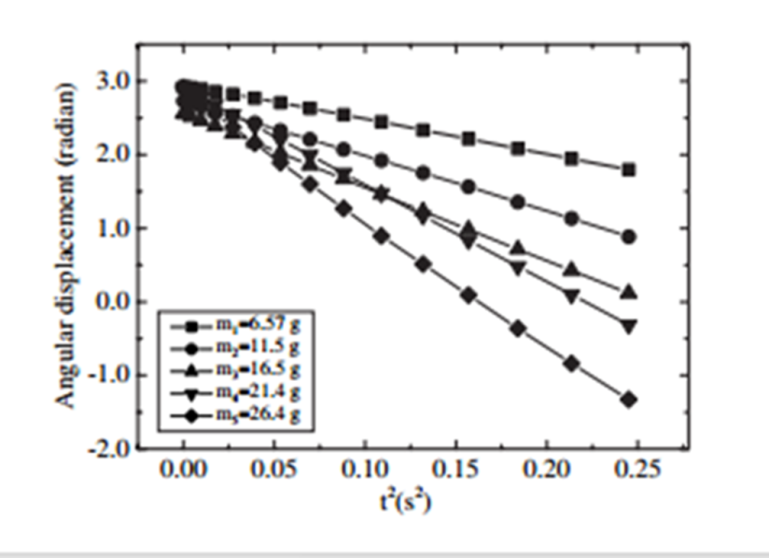 3.0
2.0
1.0
0.0
-1.0
-2.0
Angular displacement (radian)
m₁=6.57 g
m₂=11.5 g
m₃=16.5 g
m₄=21.4 g
m₅=26.4 g
0.00 0.05 0.10 0.15 0.20 0.25
t²(s²)